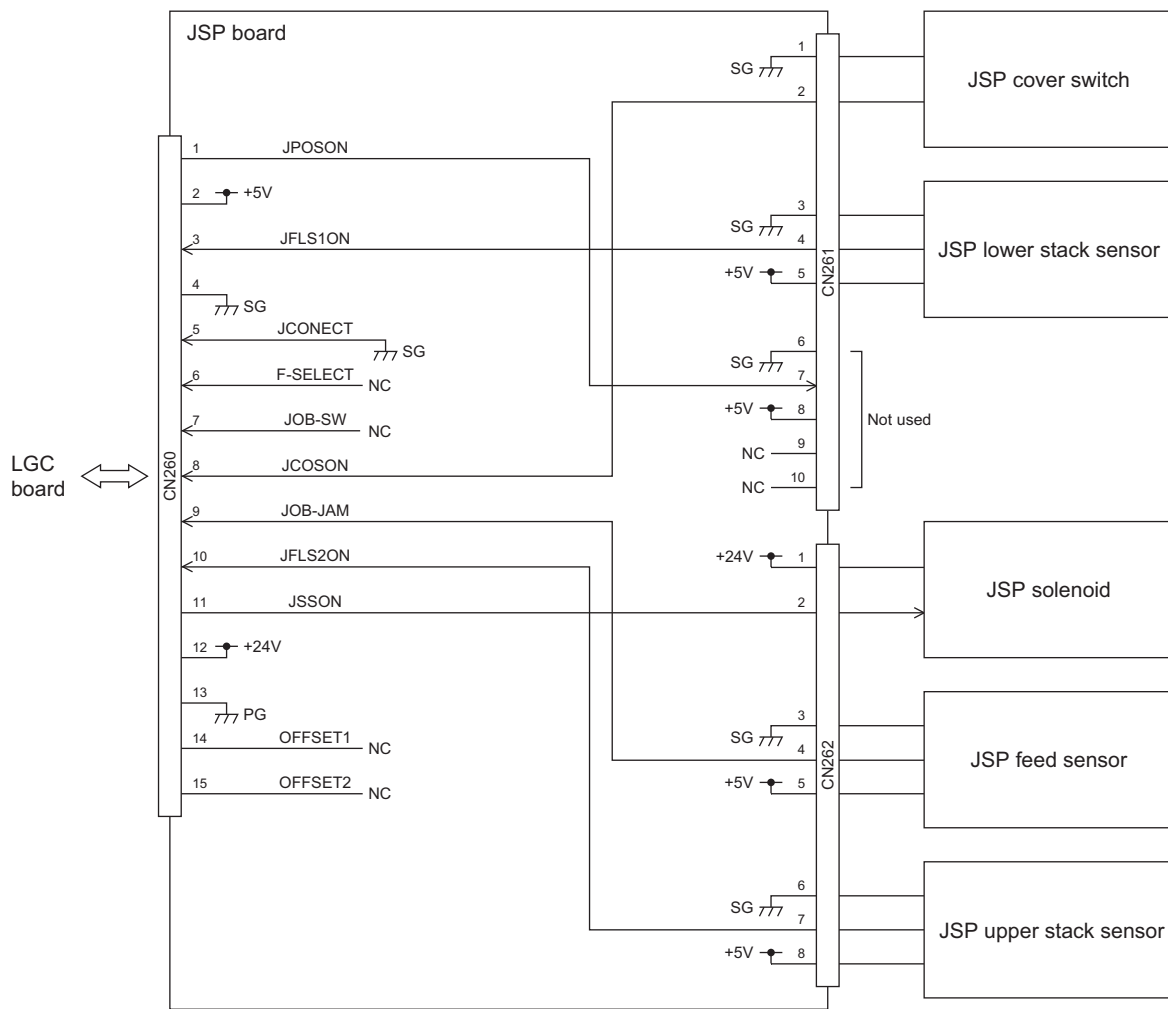 JSP board
LGC
board
CN260
1 JPOSON
2 +5V
3 JFLS1ON
4 SG
5 JCONECT SG
6 F-SELECT NC
7 JOB-SW NC
8 JCOSON
9 JOB-JAM
10 JFLS2ON
11 JSSON
12 +24V
13 PG
14 OFFSET1 NC
15 OFFSET2 NC
CN261
1
SG
2
JSP cover switch
3
SG
4
+5V 5
JSP lower stack sensor
6
SG
7
+5V 8
NC 9
NC 10
Not used
CN262
+24V 1
2
JSP solenoid
3
SG
4
+5V 5
JSP feed sensor
6
SG
7
+5V 8
JSP upper stack sensor